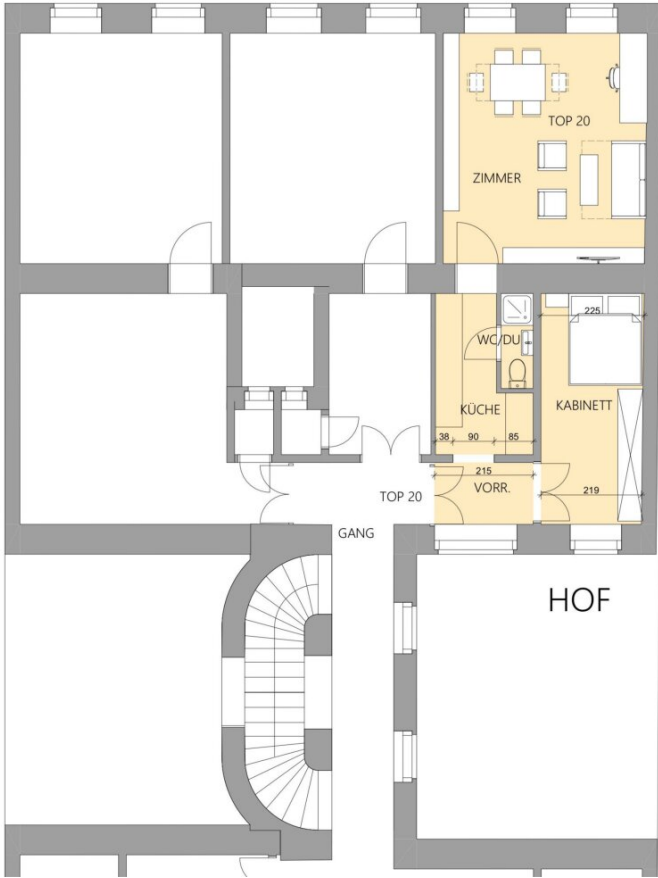 TOP 20
ZIMMER
225
WC/DU
KÜCHE
KABINETT
38 90 85
215
VORR.
219
TOP 20
GANG
HOF